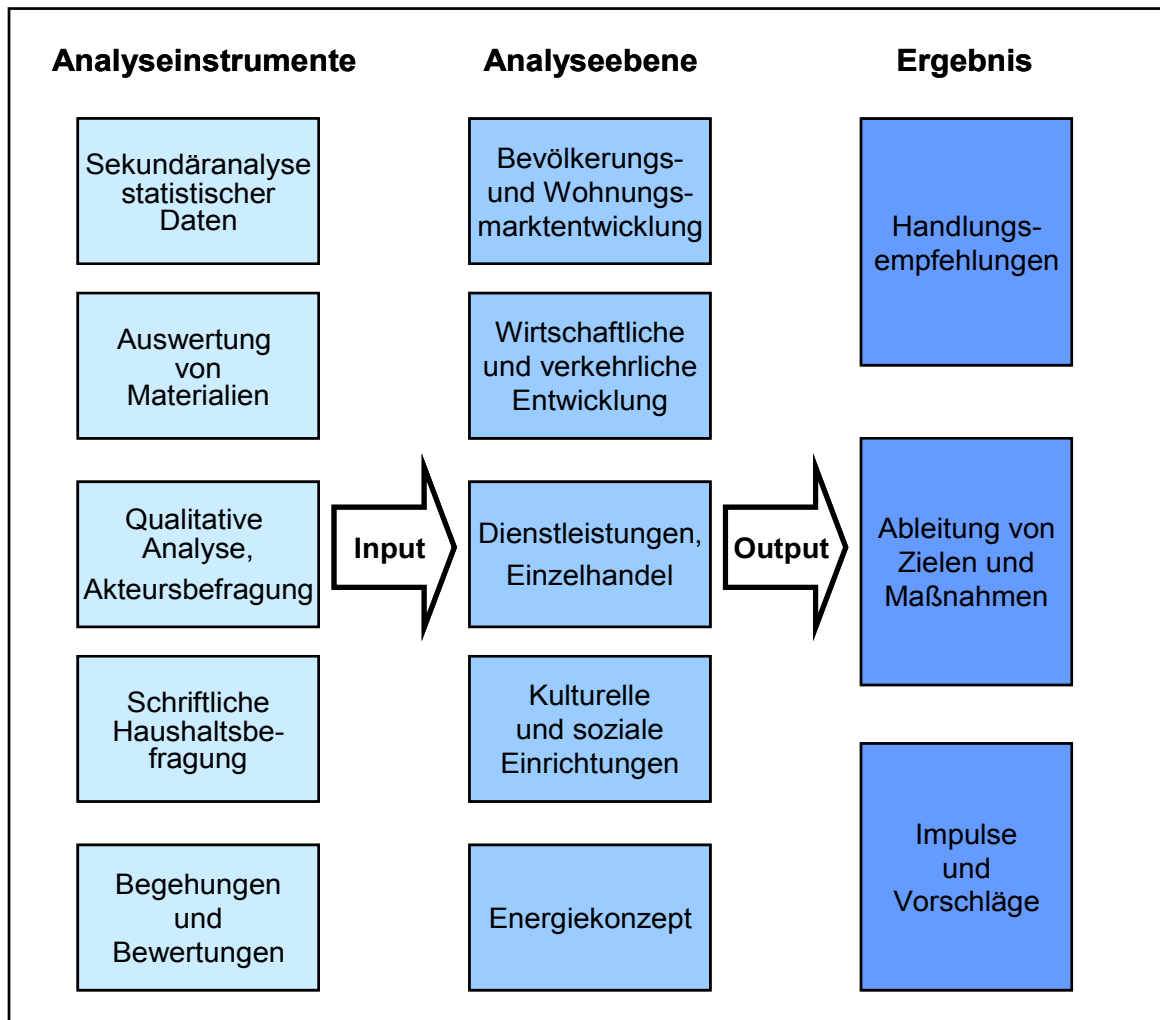 Analyseinstrumente
Sekundäranalyse
statistischer
Daten
Auswertung
von
Materialien
Qualitative
Analyse,
Akteursbefragung
Schriftliche
Haushaltsbe-
fragung
Begehungen
und
Bewertungen
Input
Analyseebene
Bevölkerungs-
und Wohnungs-
marktentwicklung
Wirtschaftliche
und verkehrliche
Entwicklung
Dienstleistungen,
Einzelhandel
Kulturelle
und soziale
Einrichtungen
Energiekonzept
Output
Ergebnis
Handlungs-
empfehlungen
Ableitung von
Zielen und
Maßnahmen
Impulse
und
Vorschläge